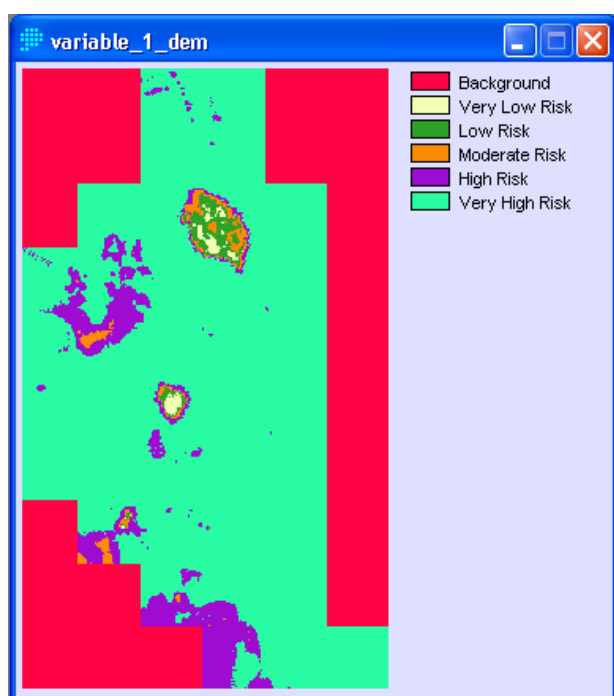 variable_1_dem
Background
Very Low Risk
Low Risk
Moderate Risk
High Risk
Very High Risk